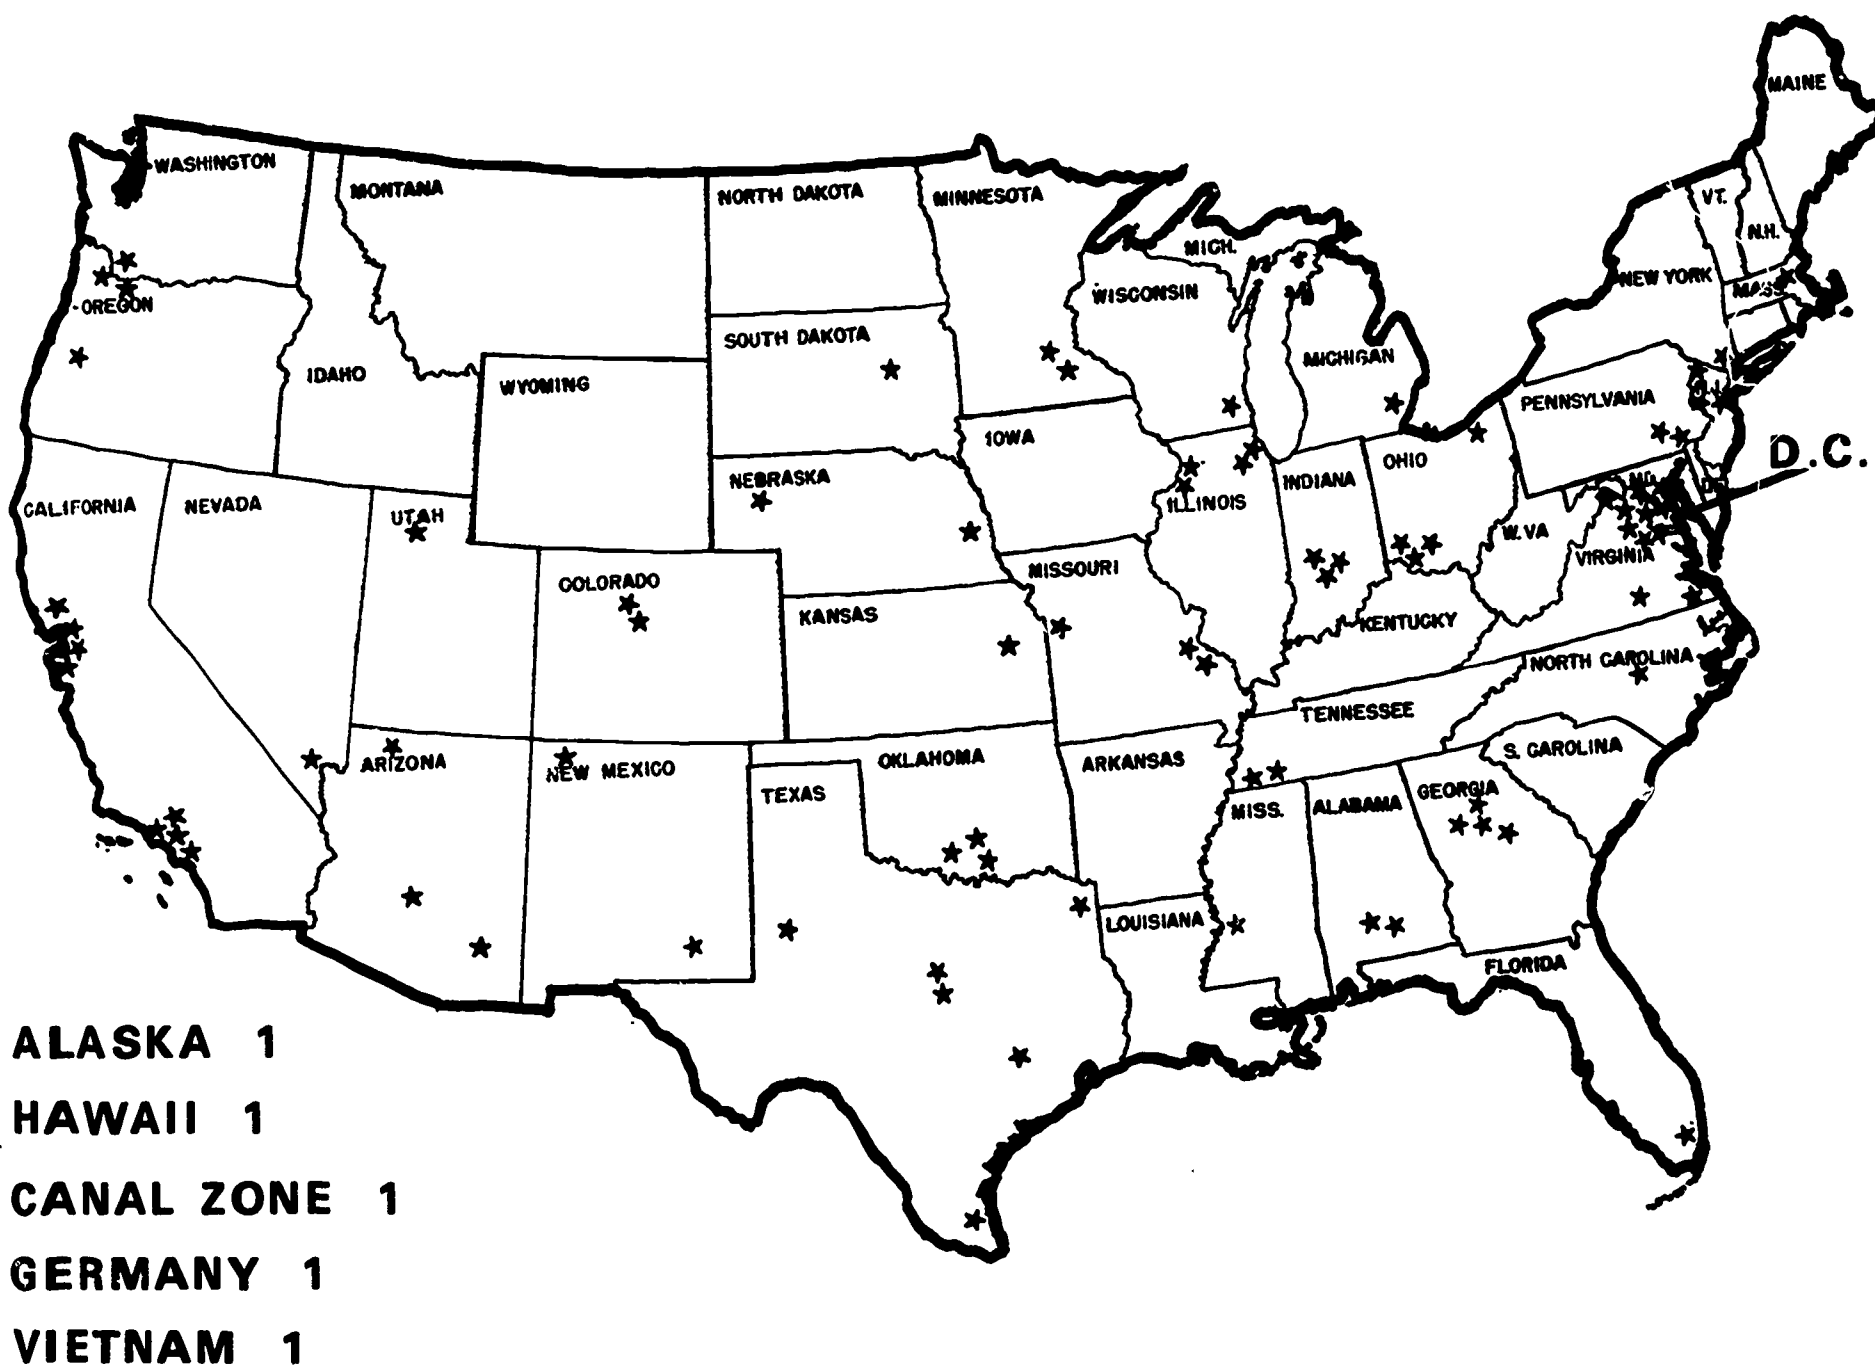 MAINE
WASHINGTON
MONTANA
NORTH DAKOTA
MINNESOTA
VT.
N.H.
MICH.
NEW YORK
MASS.
WISCONSIN
OREGON
SOUTH DAKOTA
MICHIGAN
IDAHO
WYOMING
PENNSYLVANIA
N.J.
IOWA
OHIO
D.C.
NEBRASKA
INDIANA
MD.
CALIFORNIA
NEVADA
UTAH
ILLINOIS
W.VA
VIRGINIA
COLORADO
MISSOURI
KANSAS
KENTUCKY
NORTH CAROLINA
TENNESSEE
S. CAROLINA
ARIZONA
NEW MEXICO
OKLAHOMA
ARKANSAS
TEXAS
MISS.
ALABAMA
GEORGIA
LOUISIANA
FLORIDA
ALASKA 1
HAWAII 1
CANAL ZONE 1
GERMANY 1
VIETNAM 1